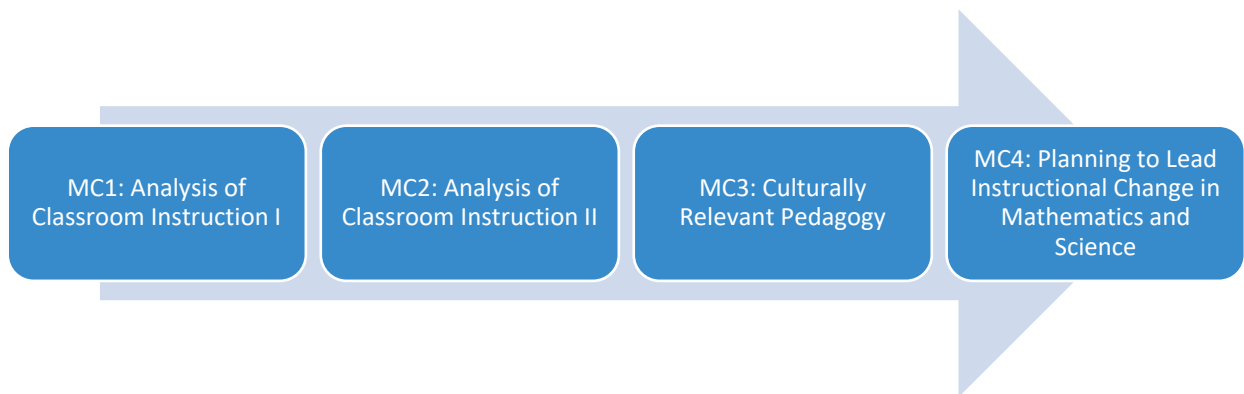 MC1: Analysis of
Classroom Instruction I
MC2: Analysis of
Classroom Instruction II
MC3: Culturally
Relevant Pedagogy
MC4: Planning to Lead
Instructional Change in
Mathematics and
Science